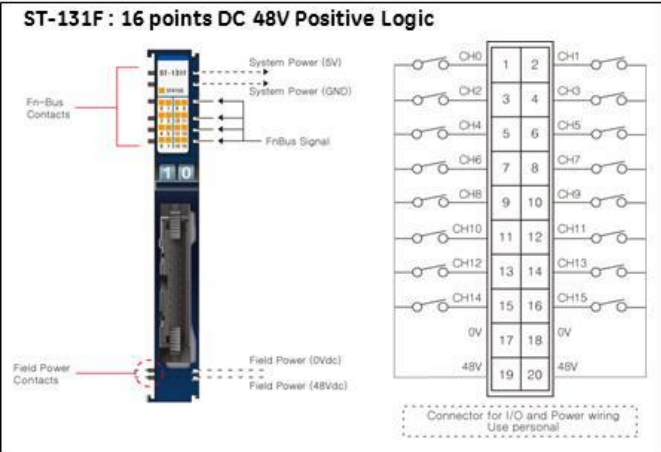 ST-131F : 16 points DC 48V Positive Logic
System Power (5V)
ST-131F
System Power (GND)
STATUS
Fn-Bus
Contacts
FnBus Signal
1 0
Field Power
Contacts
Field Power (0Vdc)
Field Power (48Vdc)
CH0 1 2 CH1
CH2 3 4 CH3
CH4 5 6 CH5
CH6 7 8 CH7
CH8 9 10 CH9
CH10 11 12 CH11
CH12 13 14 CH13
CH14 15 16 CH15
0V 17 18 0V
48V 19 20 48V
Connector for I/O and Power wiring
Use personal